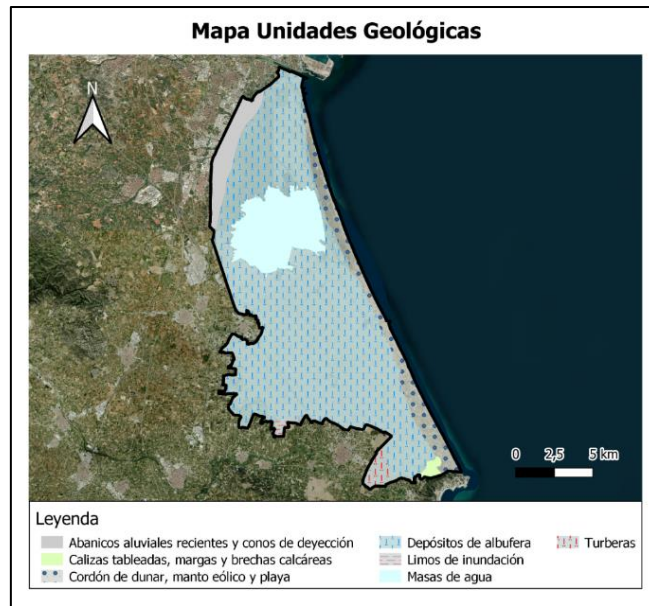 Mapa Unidades Geológicas
N
0 2,5 5 km
Leyenda
Abanicos aluviales recientes y conos de deyección
Calizas tableadas, margas y brechas calcáreas
Cordón de dunar, manto eólico y playa
Depósitos de albufera
Limos de inundación
Masas de agua
Turberas